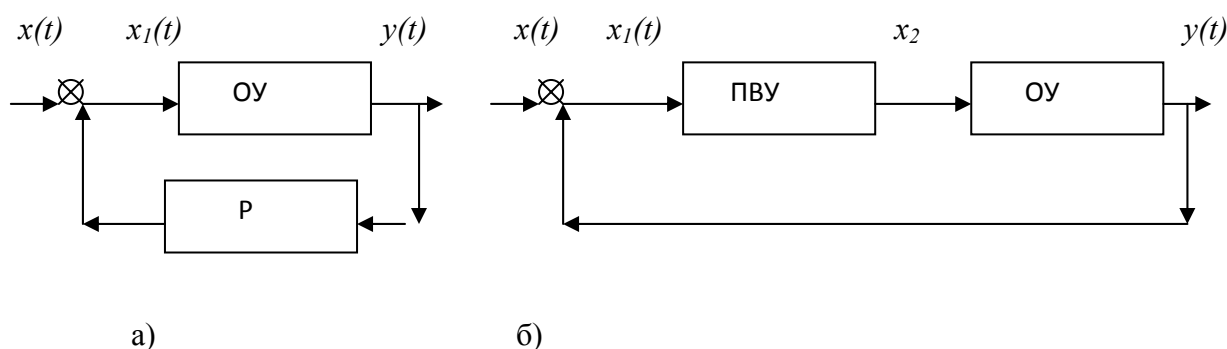 x(t) x₁(t) y(t) x(t) x₁(t) x₂ y(t)
ОУ ПВУ ОУ
Р
а) б)